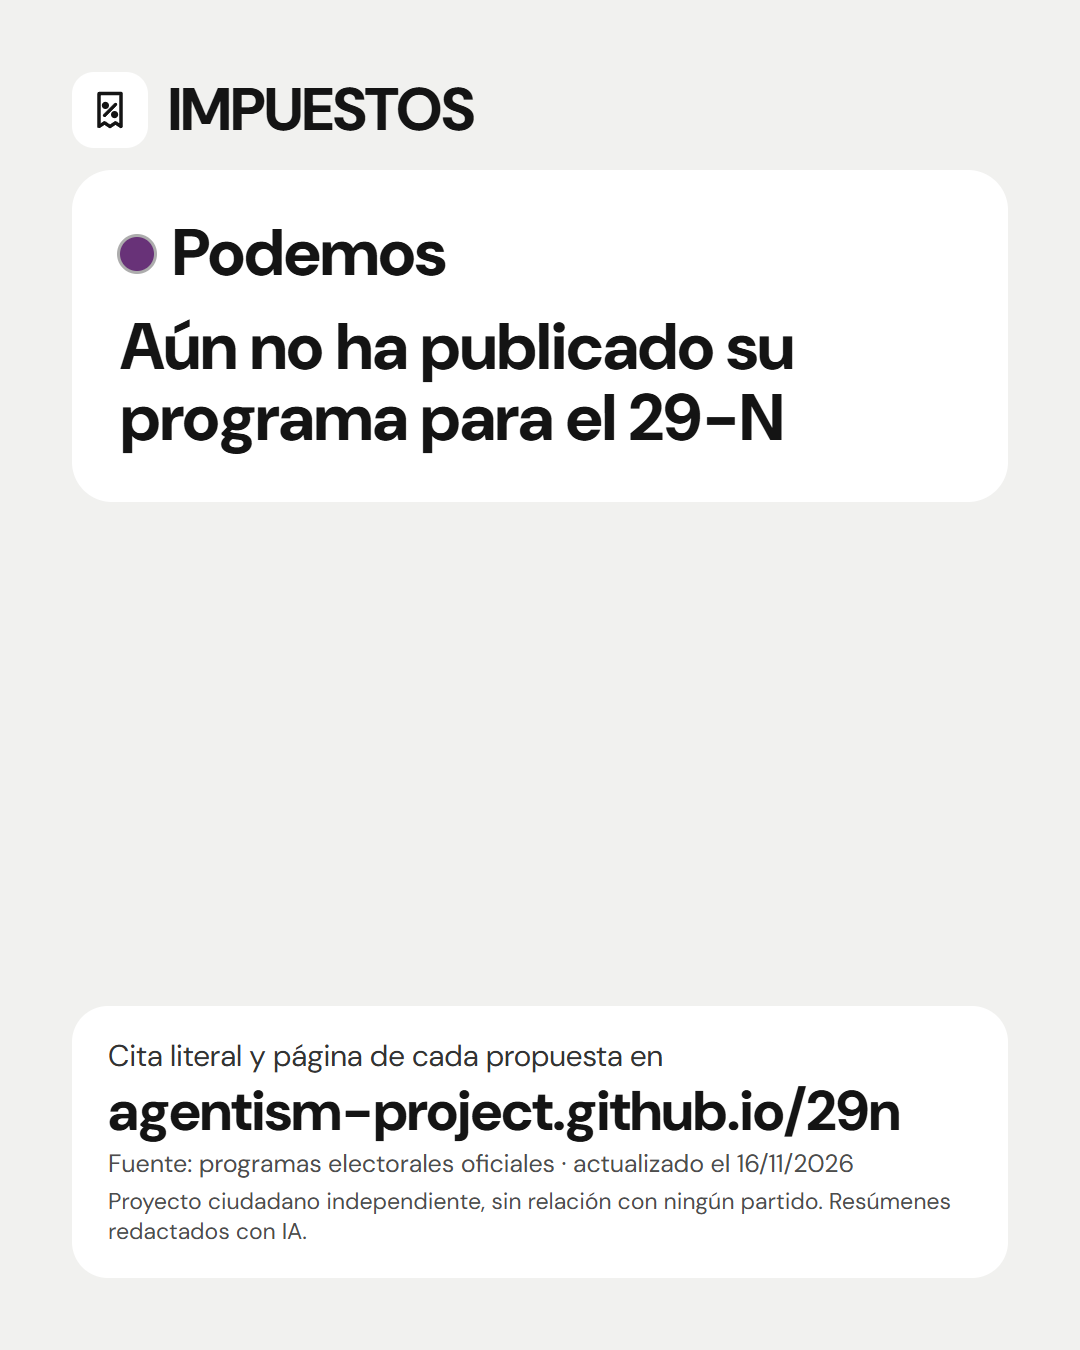 IMPUESTOS
Podemos
Aún no ha publicado su
programa para el 29-N
Cita literal y página de cada propuesta en
agentism-project.github.io/29n
Fuente: programas electorales oficiales · actualizado el 16/11/2026
Proyecto ciudadano independiente, sin relación con ningún partido. Resúmenes
redactados con IA.